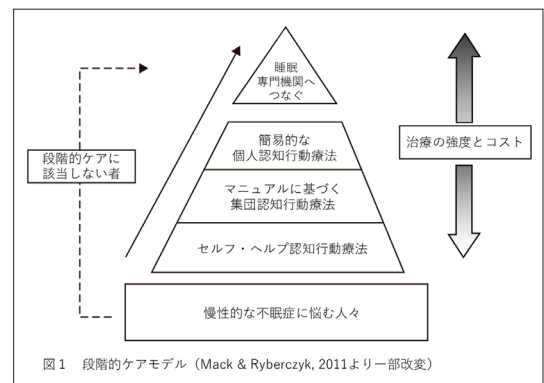 睡眠
専門機関へ
つなぐ
簡易的な
個人認知行動療法
マニュアルに基づく
集団認知行動療法
セルフ・ヘルプ認知行動療法
慢性的な不眠症に悩む人々
段階的ケアに
該当しない者
治療の強度とコスト
図1 段階的ケアモデル（Mack & Ryberczyk, 2011より一部改変）